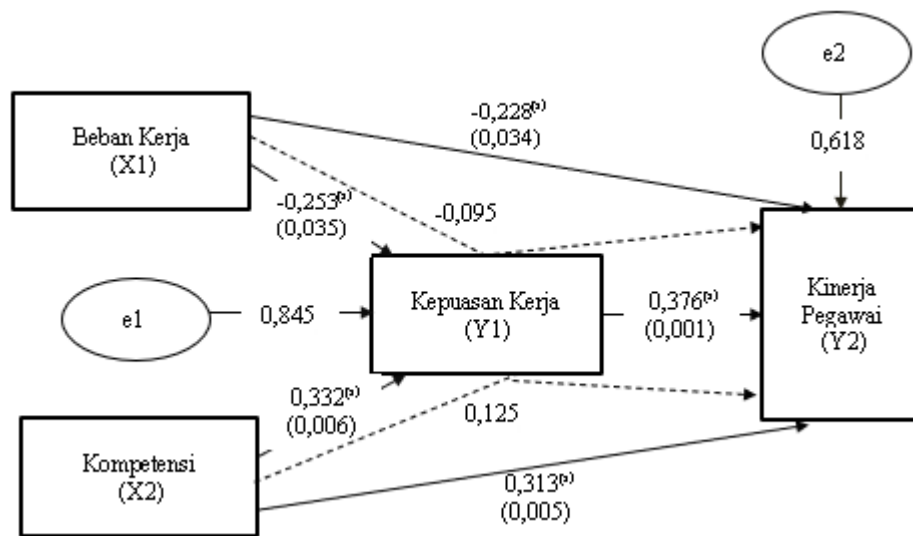 e2
Beban Kerja
(X1)
-0,228⁽ˢ⁾
(0,034)
0,618
-0,253⁽ˢ⁾
(0,035)
-0,095
e1
0,845
Kepuasan Kerja
(Y1)
0,376⁽ˢ⁾
(0,001)
Kinerja
Pegawai
(Y2)
0,332⁽ˢ⁾
(0,006)
0,125
Kompetensi
(X2)
0,313⁽ˢ⁾
(0,005)